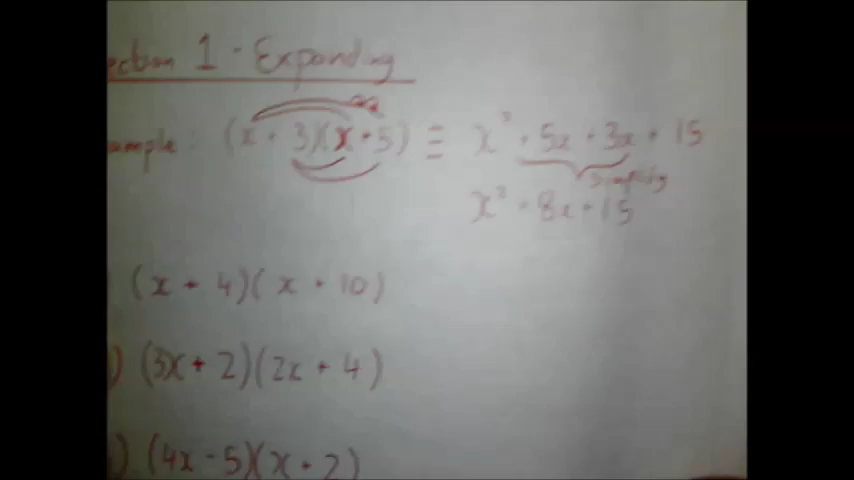 ection 1 - Expanding
ample: (x + 3)(x + 5) ≡ x² + 5x + 3x + 15
simplify
x² + 8x + 15
(x + 4)(x + 10)
) (3x + 2)(2x + 4)
) (4x - 5)(x + 2)